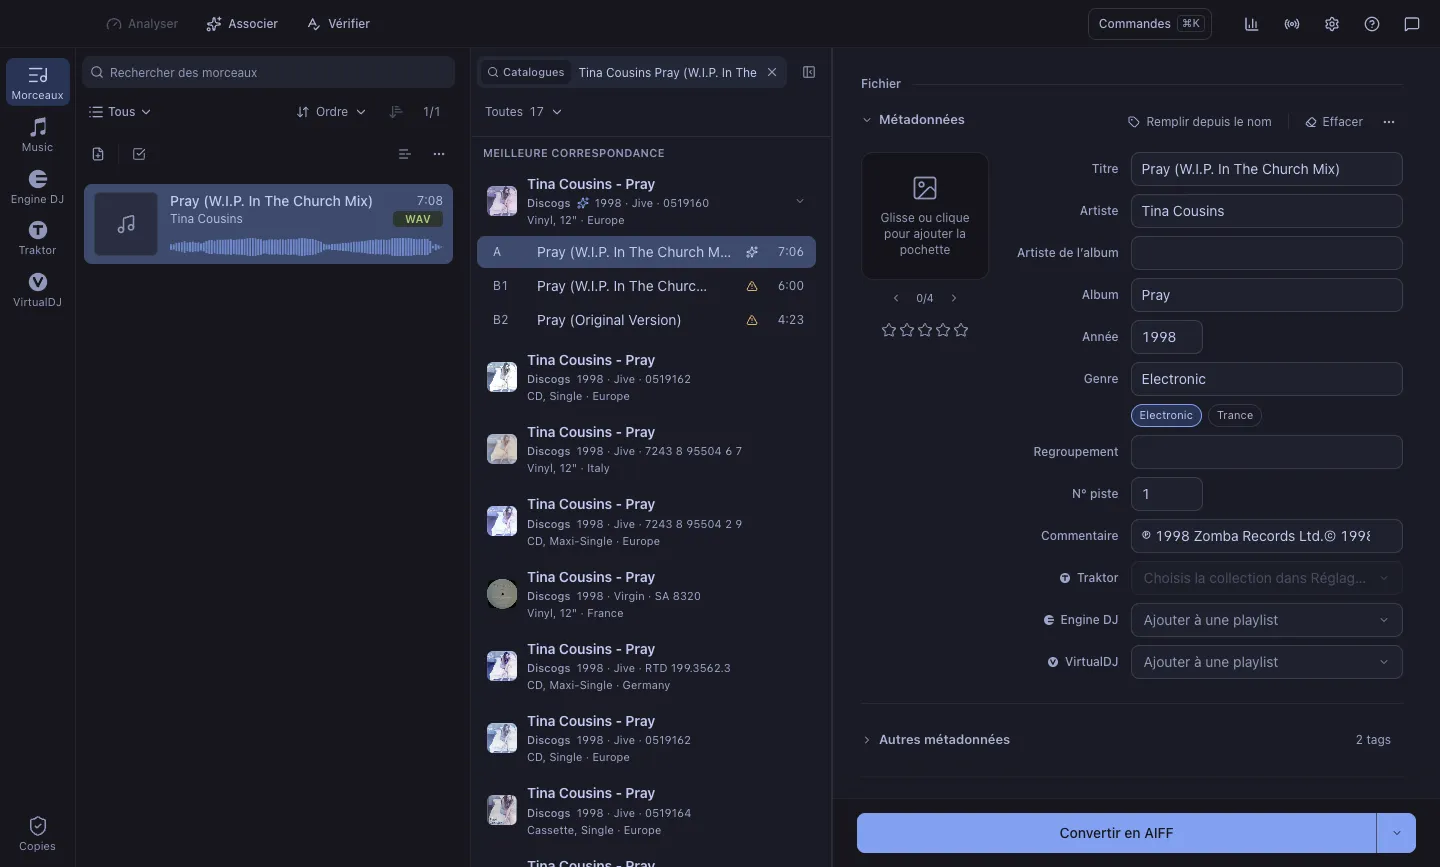 Analyser
Associer
Vérifier
Commandes
⌘K
Morceaux
Music
Engine DJ
Traktor
VirtualDJ
Copies
Rechercher des morceaux
Tous
Ordre
1/1
Pray (W.I.P. In The Church Mix)
7:08
Tina Cousins
WAV
Catalogues
Tina Cousins Pray (W.I.P. In The
Toutes 17
MEILLEURE CORRESPONDANCE
Tina Cousins - Pray
Discogs 1998 · Jive · 0519160
Vinyl, 12" · Europe
A Pray (W.I.P. In The Church M... 7:06
B1 Pray (W.I.P. In The Churc... 6:00
B2 Pray (Original Version) 4:23
Tina Cousins - Pray
Discogs 1998 · Jive · 0519162
CD, Single · Europe
Tina Cousins - Pray
Discogs 1998 · Jive · 7243 8 95504 6 7
Vinyl, 12" · Italy
Tina Cousins - Pray
Discogs 1998 · Jive · 7243 8 95504 2 9
CD, Maxi-Single · Europe
Tina Cousins - Pray
Discogs 1998 · Virgin · SA 8320
Vinyl, 12" · France
Tina Cousins - Pray
Discogs 1998 · Jive · RTD 199.3562.3
CD, Maxi-Single · Germany
Tina Cousins - Pray
Discogs 1998 · Jive · 0519162
CD, Single · Europe
Tina Cousins - Pray
Discogs 1998 · Jive · 0519164
Cassette, Single · Europe
Tina Cousins - Pray
Fichier
Métadonnées
Remplir depuis le nom
Effacer
Glisse ou clique
pour ajouter la
pochette
0/4
Titre Pray (W.I.P. In The Church Mix)
Artiste Tina Cousins
Artiste de l'album
Album Pray
Année 1998
Genre Electronic
Electronic Trance
Regroupement
N° piste 1
Commentaire ℗ 1998 Zomba Records Ltd.© 1998
Traktor Choisis la collection dans Réglag...
Engine DJ Ajouter à une playlist
VirtualDJ Ajouter à une playlist
Autres métadonnées 2 tags
Convertir en AIFF